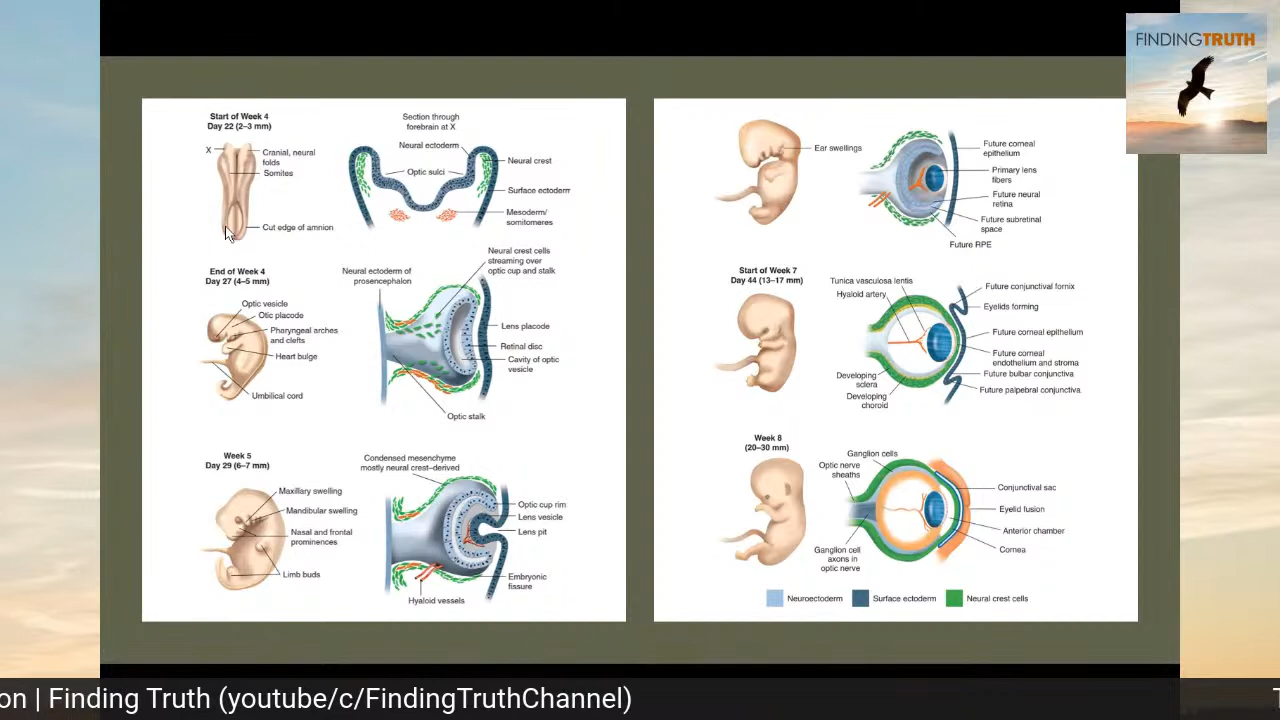 FINDINGTRUTH
Start of Week 4
Day 22 (2–3 mm)
X
Cranial, neural
folds
Somites
Cut edge of amnion
Section through
forebrain at X
Neural ectoderm
Optic sulci
Neural crest
Surface ectoderm
Mesoderm/
somitomeres
End of Week 4
Day 27 (4–5 mm)
Optic vesicle
Otic placode
Pharyngeal arches
and clefts
Heart bulge
Umbilical cord
Neural ectoderm of
prosencephalon
Neural crest cells
streaming over
optic cup and stalk
Lens placode
Retinal disc
Cavity of optic
vesicle
Optic stalk
Week 5
Day 29 (6–7 mm)
Maxillary swelling
Mandibular swelling
Nasal and frontal
prominences
Limb buds
Condensed mesenchyme
mostly neural crest–derived
Optic cup rim
Lens vesicle
Lens pit
Embryonic
fissure
Hyaloid vessels
Ear swellings
Future corneal
epithelium
Primary lens
fibers
Future neural
retina
Future subretinal
space
Future RPE
Start of Week 7
Day 44 (13–17 mm)
Tunica vasculosa lentis
Hyaloid artery
Future conjunctival fornix
Eyelids forming
Future corneal epithelium
Future corneal
endothelium and stroma
Future bulbar conjunctiva
Future palpebral conjunctiva
Developing
sclera
Developing
choroid
Week 8
(20–30 mm)
Ganglion cells
Optic nerve
sheaths
Conjunctival sac
Eyelid fusion
Anterior chamber
Cornea
Ganglion cell
axons in
optic nerve
Neuroectoderm
Surface ectoderm
Neural crest cells
on | Finding Truth (youtube/c/FindingTruthChannel)